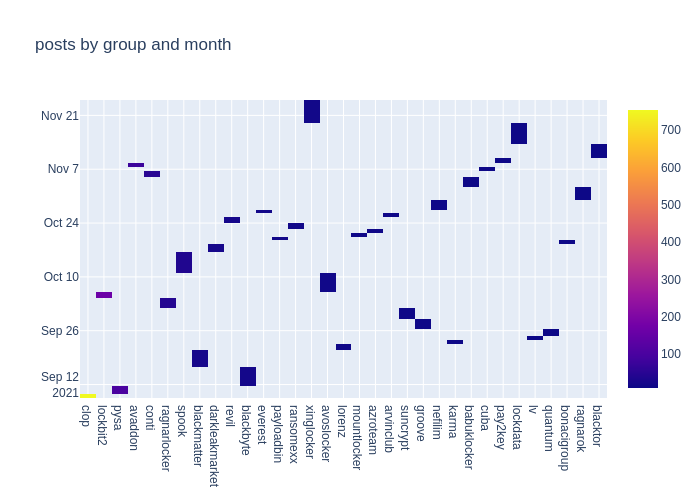 posts by group and month
Nov 21
Nov 7
Oct 24
Oct 10
Sep 26
Sep 12
2021
clop
lockbit2
pysa
avaddon
conti
ragnarlocker
spook
blackmatter
darkleakmarket
revil
blackbyte
everest
payloadbin
ransomexx
xinglocker
avoslocker
lorenz
mountlocker
azroteam
arvinclub
suncrypt
groove
nefilim
karma
babuklocker
cuba
pay2key
lockdata
lv
quantum
bonacigroup
ragnarok
blacktor
700
600
500
400
300
200
100